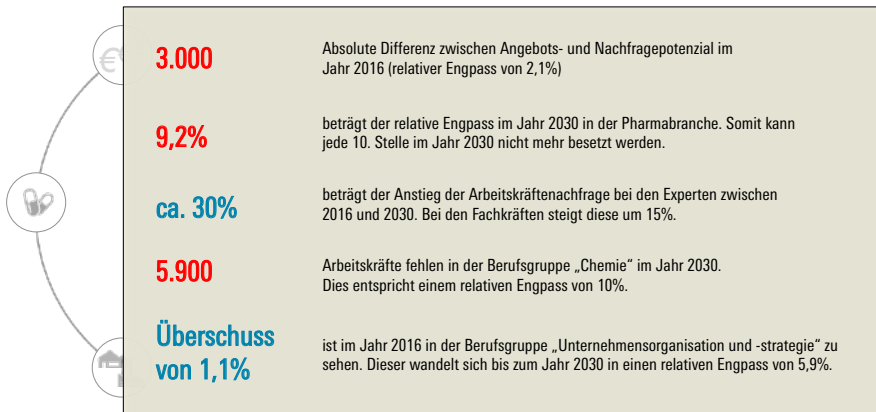 3.000
Absolute Differenz zwischen Angebots- und Nachfragepotenzial im
Jahr 2016 (relativer Engpass von 2,1%)
9,2%
beträgt der relative Engpass im Jahr 2030 in der Pharmabranche. Somit kann
jede 10. Stelle im Jahr 2030 nicht mehr besetzt werden.
ca. 30%
beträgt der Anstieg der Arbeitskräftenachfrage bei den Experten zwischen
2016 und 2030. Bei den Fachkräften steigt diese um 15%.
5.900
Arbeitskräfte fehlen in der Berufsgruppe „Chemie“ im Jahr 2030.
Dies entspricht einem relativen Engpass von 10%.
Überschuss
von 1,1%
ist im Jahr 2016 in der Berufsgruppe „Unternehmensorganisation und -strategie“ zu
sehen. Dieser wandelt sich bis zum Jahr 2030 in einen relativen Engpass von 5,9%.